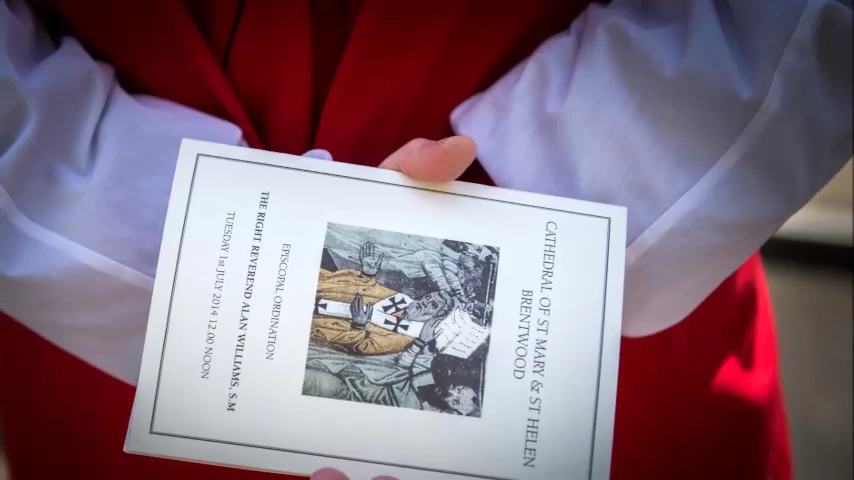 CATHEDRAL OF ST MARY & ST HELEN
BRENTWOOD
EPISCOPAL ORDINATION
THE RIGHT REVEREND ALAN WILLIAMS, S.M
TUESDAY 1st JULY 2014 12.00 NOON